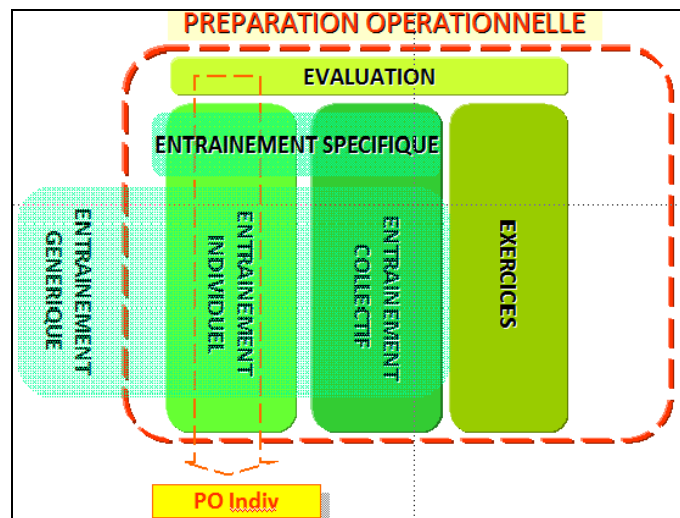 PREPARATION OPERATIONNELLE
EVALUATION
ENTRAINEMENT SPECIFIQUE
ENTRAINEMENT
GENERIQUE
ENTRAINEMENT
INDIVIDUEL
ENTRAINEMENT
COLLECTIF
EXERCICES
PO Indiv